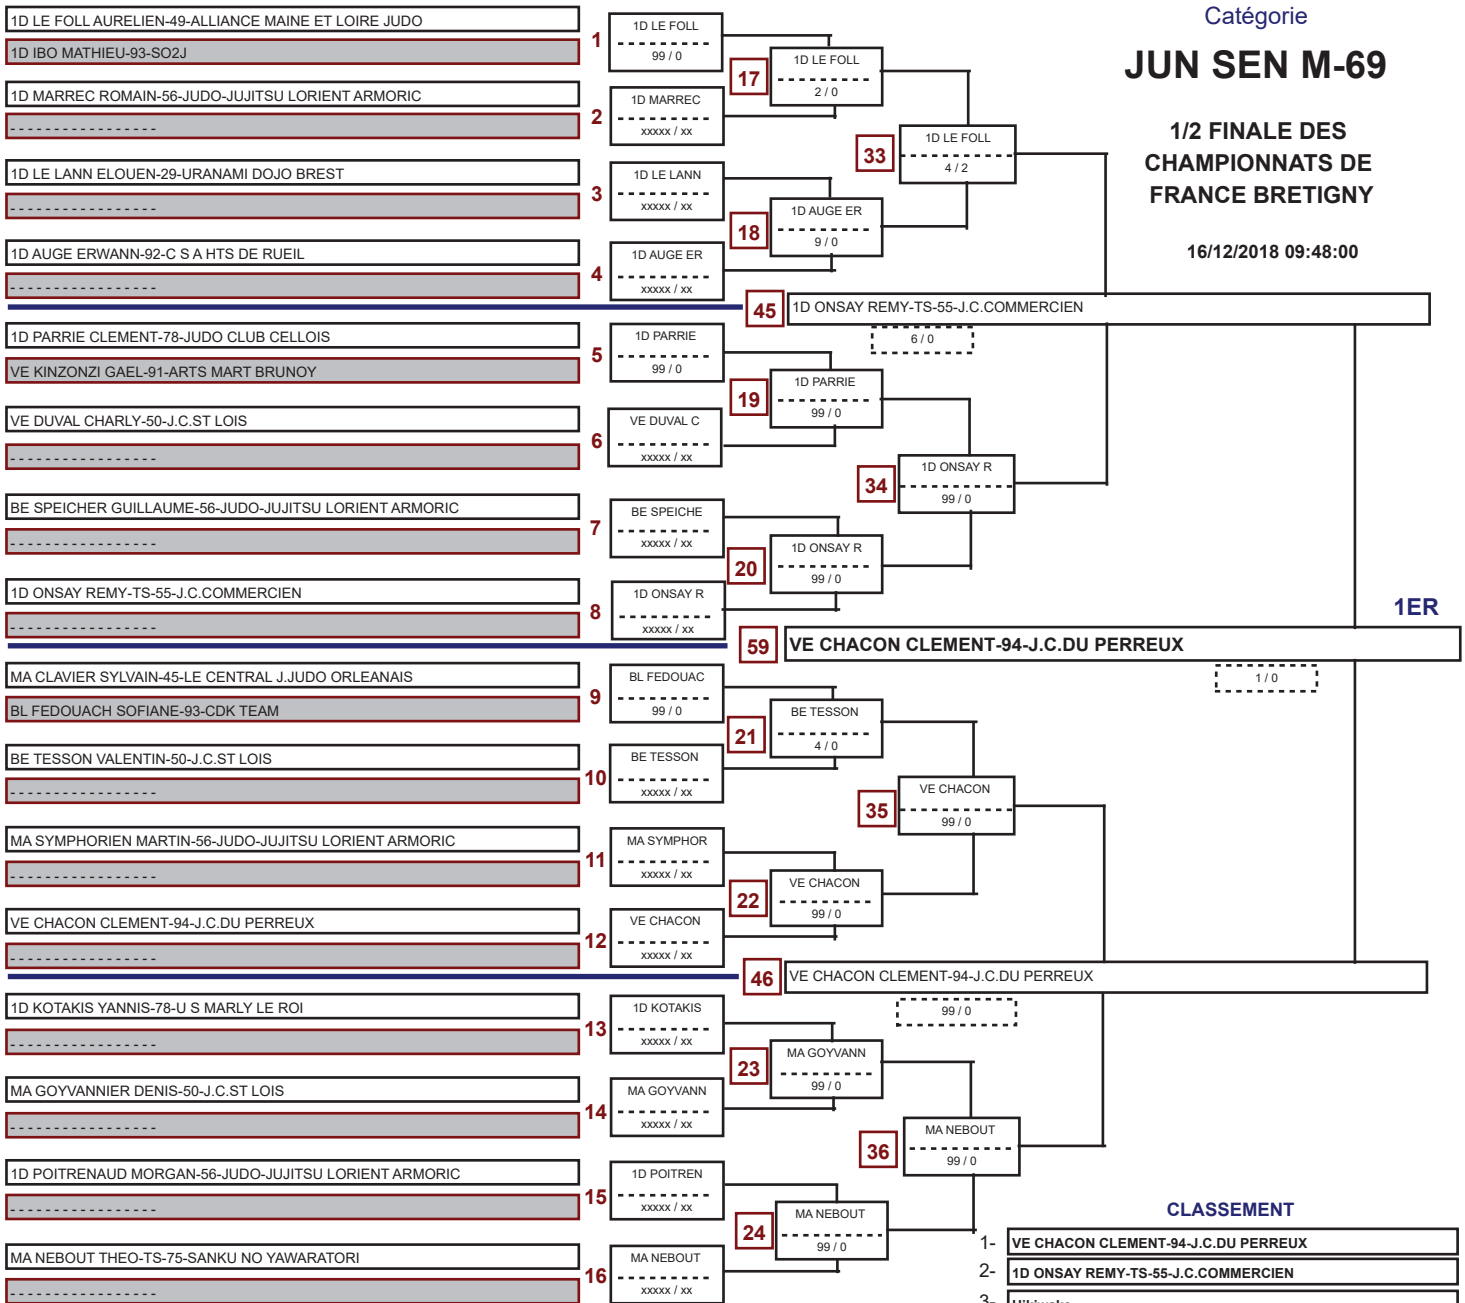 Catégorie
JUN SEN M-69
1/2 FINALE DES
CHAMPIONNATS DE
FRANCE BRETIGNY
16/12/2018 09:48:00
1D LE FOLL AURELIEN-49-ALLIANCE MAINE ET LOIRE JUDO
1D IBO MATHIEU-93-SO2J
1
1D LE FOLL
99 / 0
1D MARREC ROMAIN-56-JUDO-JUJITSU LORIENT ARMORIC
- - - - - - - - - - - - - - - - -
2
1D MARREC
xxxxx / xx
17
1D LE FOLL
2 / 0
1D LE LANN ELOUEN-29-URANAMI DOJO BREST
- - - - - - - - - - - - - - - - -
3
1D LE LANN
xxxxx / xx
1D AUGE ERWANN-92-C S A HTS DE RUEIL
- - - - - - - - - - - - - - - - -
4
1D AUGE ER
xxxxx / xx
18
1D AUGE ER
9 / 0
33
1D LE FOLL
4 / 2
45
1D ONSAY REMY-TS-55-J.C.COMMERCIEN
6 / 0
1D PARRIE CLEMENT-78-JUDO CLUB CELLOIS
VE KINZONZI GAEL-91-ARTS MART BRUNOY
5
1D PARRIE
99 / 0
VE DUVAL CHARLY-50-J.C.ST LOIS
- - - - - - - - - - - - - - - - -
6
VE DUVAL C
xxxxx / xx
19
1D PARRIE
99 / 0
BE SPEICHER GUILLAUME-56-JUDO-JUJITSU LORIENT ARMORIC
- - - - - - - - - - - - - - - - -
7
BE SPEICHE
xxxxx / xx
1D ONSAY REMY-TS-55-J.C.COMMERCIEN
- - - - - - - - - - - - - - - - -
8
1D ONSAY R
xxxxx / xx
20
1D ONSAY R
99 / 0
34
1D ONSAY R
99 / 0
1ER
59
VE CHACON CLEMENT-94-J.C.DU PERREUX
1 / 0
MA CLAVIER SYLVAIN-45-LE CENTRAL J.JUDO ORLEANAIS
BL FEDOUACH SOFIANE-93-CDK TEAM
9
BL FEDOUAC
99 / 0
BE TESSON VALENTIN-50-J.C.ST LOIS
- - - - - - - - - - - - - - - - -
10
BE TESSON
xxxxx / xx
21
BE TESSON
4 / 0
MA SYMPHORIEN MARTIN-56-JUDO-JUJITSU LORIENT ARMORIC
- - - - - - - - - - - - - - - - -
11
MA SYMPHOR
xxxxx / xx
VE CHACON CLEMENT-94-J.C.DU PERREUX
- - - - - - - - - - - - - - - - -
12
VE CHACON
xxxxx / xx
22
VE CHACON
99 / 0
35
VE CHACON
99 / 0
46
VE CHACON CLEMENT-94-J.C.DU PERREUX
99 / 0
1D KOTAKIS YANNIS-78-U S MARLY LE ROI
- - - - - - - - - - - - - - - - -
13
1D KOTAKIS
xxxxx / xx
MA GOYVANNIER DENIS-50-J.C.ST LOIS
- - - - - - - - - - - - - - - - -
14
MA GOYVANN
xxxxx / xx
23
MA GOYVANN
99 / 0
1D POITRENAUD MORGAN-56-JUDO-JUJITSU LORIENT ARMORIC
- - - - - - - - - - - - - - - - -
15
1D POITREN
xxxxx / xx
MA NEBOUT THEO-TS-75-SANKU NO YAWARATORI
- - - - - - - - - - - - - - - - -
16
MA NEBOUT
xxxxx / xx
24
MA NEBOUT
99 / 0
36
MA NEBOUT
99 / 0
CLASSEMENT
1- VE CHACON CLEMENT-94-J.C.DU PERREUX
2- 1D ONSAY REMY-TS-55-J.C.COMMERCIEN
3-